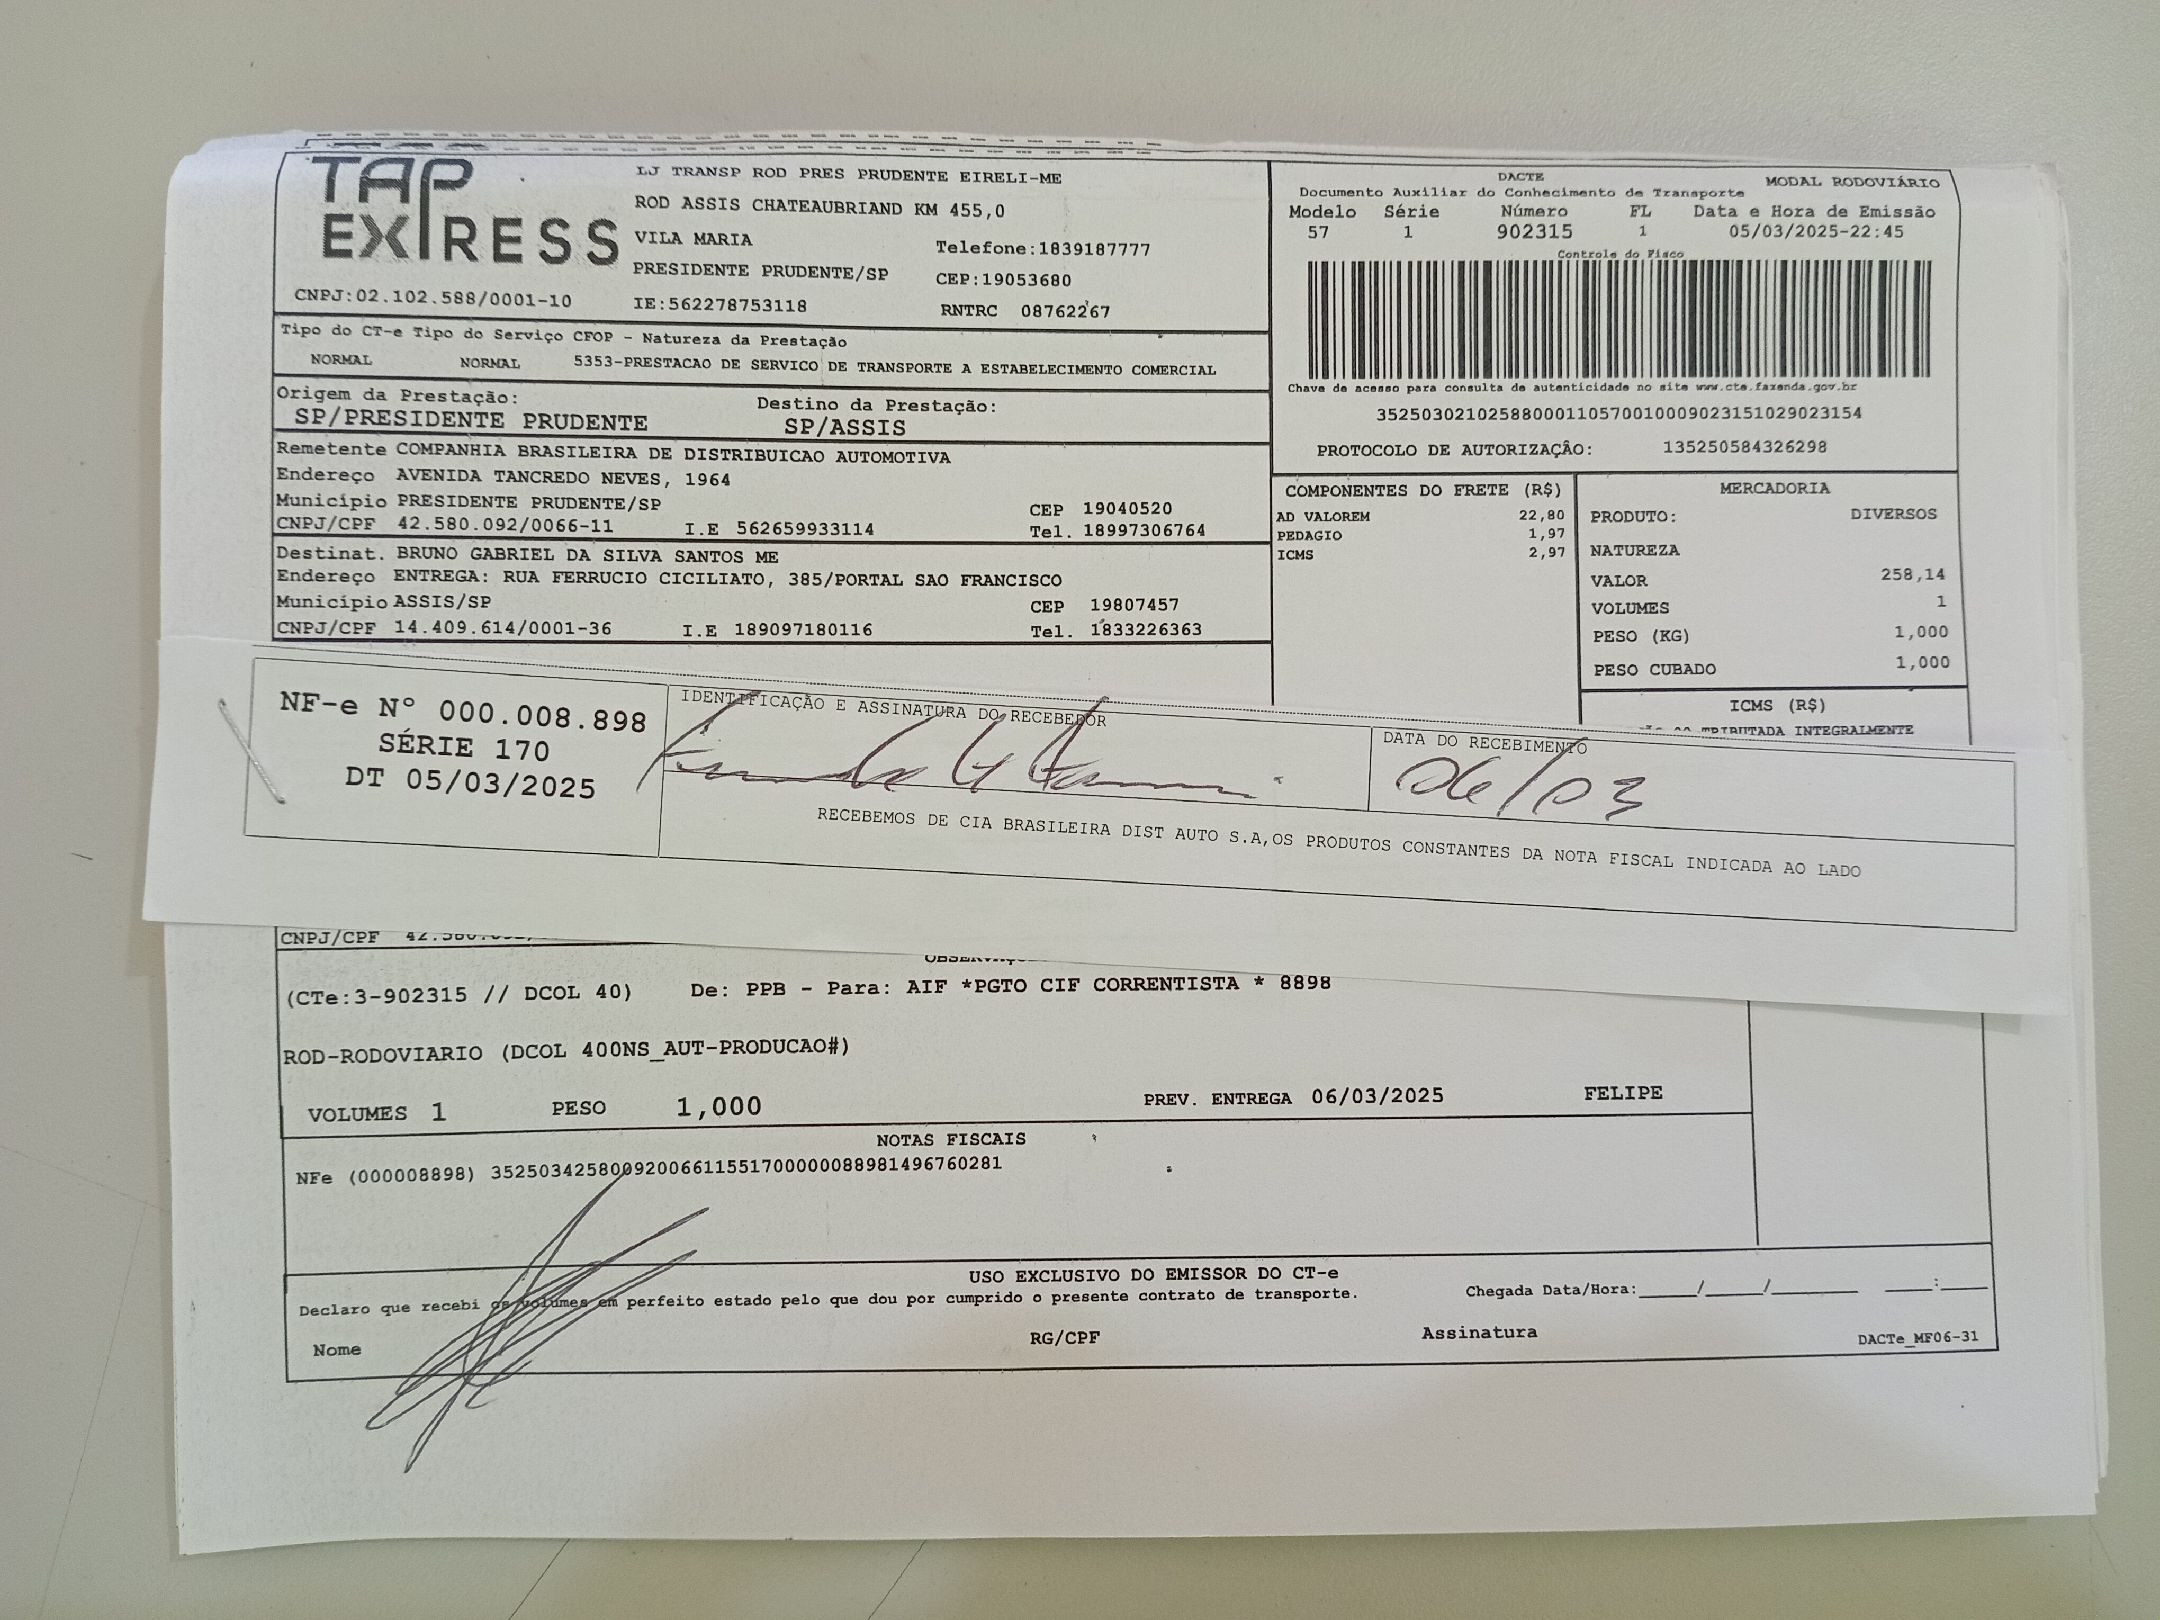 TAP
EXPRESS
LJ TRANSP ROD PRES PRUDENTE EIRELI-ME
ROD ASSIS CHATEAUBRIAND KM 455,0
VILA MARIA
Telefone:1839187777
PRESIDENTE PRUDENTE/SP
CEP:19053680
CNPJ:02.102.588/0001-10
IE:562278753118
RNTRC 08762267
DACTE
MODAL RODOVIÁRIO
Documento Auxiliar do Conhecimento de Transporte
Modelo Série Número FL Data e Hora de Emissão
57 1 902315 1 05/03/2025-22:45
Controle do Fisco
Chave de acesso para consulta de autenticidade no site www.cte.fazenda.gov.br
35250302102588000110570010009023151029023154
PROTOCOLO DE AUTORIZAÇÃO: 135250584326298
Tipo do CT-e Tipo do Serviço CFOP - Natureza da Prestação
NORMAL NORMAL 5353-PRESTACAO DE SERVICO DE TRANSPORTE A ESTABELECIMENTO COMERCIAL
Origem da Prestação: Destino da Prestação:
SP/PRESIDENTE PRUDENTE SP/ASSIS
Remetente COMPANHIA BRASILEIRA DE DISTRIBUICAO AUTOMOTIVA
Endereço AVENIDA TANCREDO NEVES, 1964
Município PRESIDENTE PRUDENTE/SP CEP 19040520
CNPJ/CPF 42.580.092/0066-11 I.E 562659933114 Tel. 18997306764
Destinat. BRUNO GABRIEL DA SILVA SANTOS ME
Endereço ENTREGA: RUA FERRUCIO CICILIATO, 385/PORTAL SAO FRANCISCO
Município ASSIS/SP CEP 19807457
CNPJ/CPF 14.409.614/0001-36 I.E 189097180116 Tel. 1833226363
COMPONENTES DO FRETE (R$)
AD VALOREM 22,80
PEDAGIO 1,97
ICMS 2,97
MERCADORIA
PRODUTO: DIVERSOS
NATUREZA
VALOR 258,14
VOLUMES 1
PESO (KG) 1,000
PESO CUBADO 1,000
ICMS (R$)
INTEGRALMENTE
NF-e Nº 000.008.898
SÉRIE 170
DT 05/03/2025
IDENTIFICAÇÃO E ASSINATURA DO RECEBEDOR
DATA DO RECEBIMENTO
06/03
RECEBEMOS DE CIA BRASILEIRA DIST AUTO S.A,OS PRODUTOS CONSTANTES DA NOTA FISCAL INDICADA AO LADO
CNPJ/CPF
(CTe:3-902315 // DCOL 40) De: PPB - Para: AIF *PGTO CIF CORRENTISTA * 8898
ROD-RODOVIARIO (DCOL 400NS_AUT-PRODUCAO#)
VOLUMES 1 PESO 1,000 PREV. ENTREGA 06/03/2025 FELIPE
NOTAS FISCAIS
NFe (000008898) 35250342580092006611551700000088981496760281
USO EXCLUSIVO DO EMISSOR DO CT-e
Declaro que recebi os volumes em perfeito estado pelo que dou por cumprido o presente contrato de transporte.
Chegada Data/Hora:____/____/______ ____:____
Nome RG/CPF Assinatura
DACTe_MF06-31